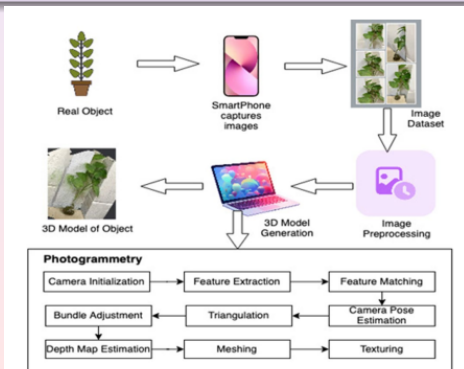 Real Object
SmartPhone
captures
images
Image
Dataset
3D Model of Object
3D Model
Generation
Image
Preprocessing
Photogrammetry
Camera Initialization
Feature Extraction
Feature Matching
Bundle Adjustment
Triangulation
Camera Pose
Estimation
Depth Map Estimation
Meshing
Texturing